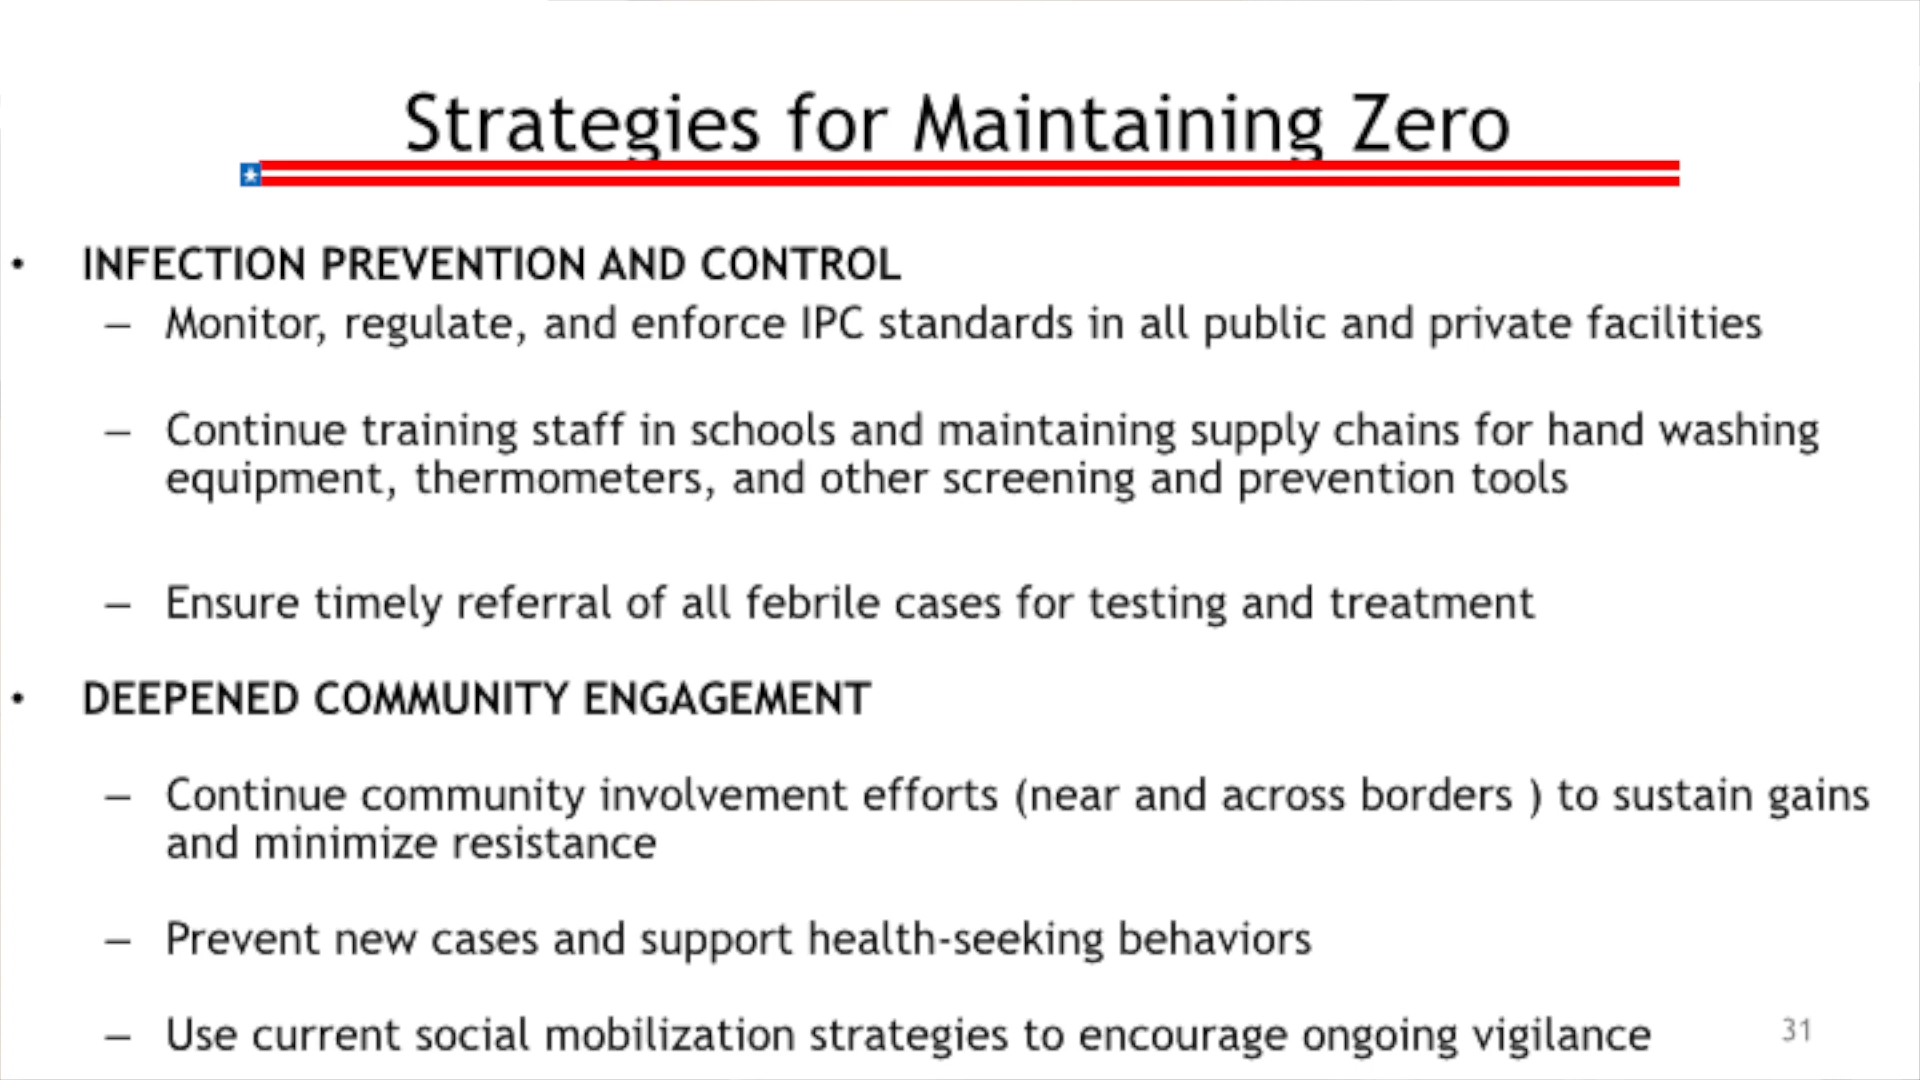 Strategies for Maintaining Zero
• INFECTION PREVENTION AND CONTROL
– Monitor, regulate, and enforce IPC standards in all public and private facilities
– Continue training staff in schools and maintaining supply chains for hand washing
equipment, thermometers, and other screening and prevention tools
– Ensure timely referral of all febrile cases for testing and treatment
• DEEPENED COMMUNITY ENGAGEMENT
– Continue community involvement efforts (near and across borders ) to sustain gains
and minimize resistance
– Prevent new cases and support health-seeking behaviors
– Use current social mobilization strategies to encourage ongoing vigilance
31